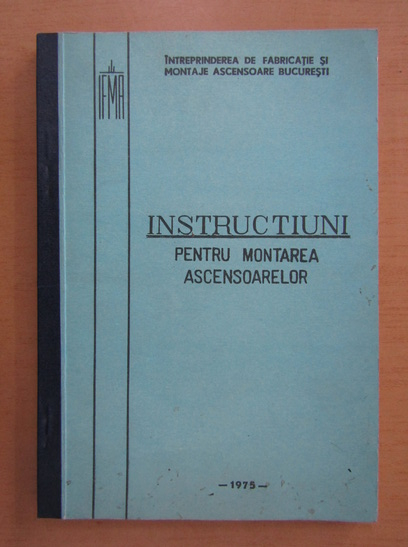 IFMA
ÎNTREPRINDEREA DE FABRICAȚIE ȘI
MONTAJE ASCENSOARE BUCUREȘTI
INSTRUCTIUNI
PENTRU MONTAREA
ASCENSOARELOR
—1975—